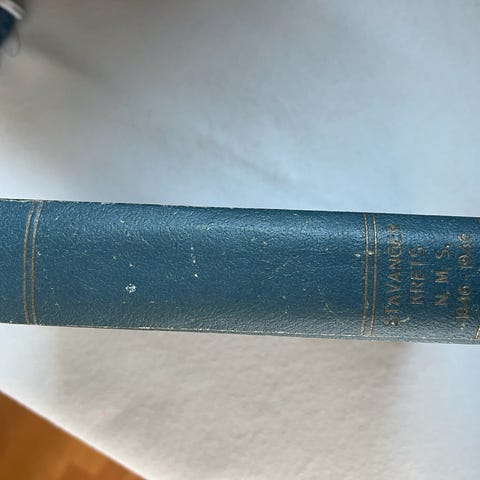 STAVANGER
KRETS
N. M. S.
1846-1946